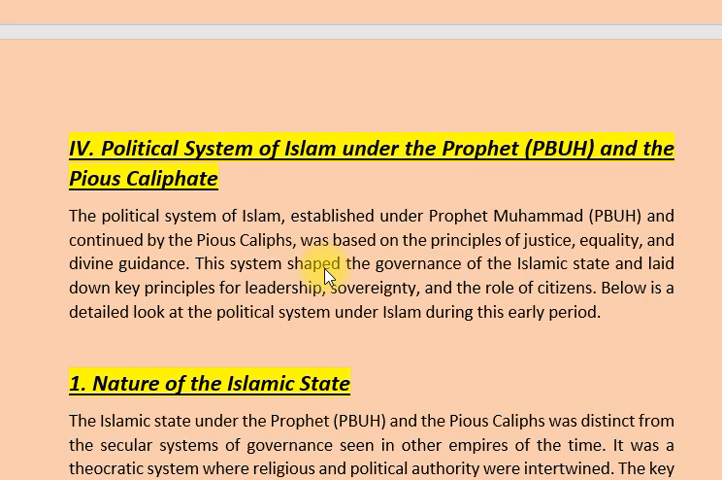 IV. Political System of Islam under the Prophet (PBUH) and the
Pious Caliphate
The political system of Islam, established under Prophet Muhammad (PBUH) and
continued by the Pious Caliphs, was based on the principles of justice, equality, and
divine guidance. This system shaped the governance of the Islamic state and laid
down key principles for leadership, sovereignty, and the role of citizens. Below is a
detailed look at the political system under Islam during this early period.
1. Nature of the Islamic State
The Islamic state under the Prophet (PBUH) and the Pious Caliphs was distinct from
the secular systems of governance seen in other empires of the time. It was a
theocratic system where religious and political authority were intertwined. The key